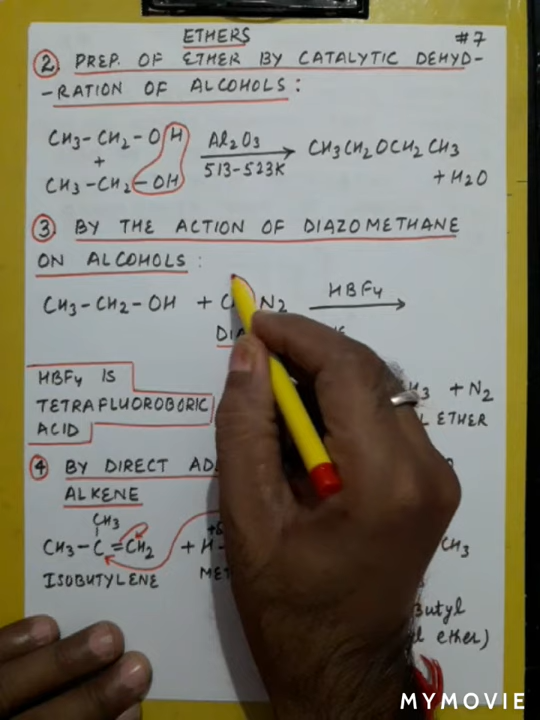 ETHERS
#7
② PREP. OF ETHER BY CATALYTIC DEHYD-
-RATION OF ALCOHOLS:
CH3-CH2-OH
+
CH3-CH2-OH
Al2O3
513-523K
CH3CH2OCH2CH3
+H2O
③ BY THE ACTION OF DIAZOMETHANE
ON ALCOHOLS:
CH3-CH2-OH + C N2 HBF4
HBF4 IS
TETRAFLUOROBORIC
ACID
+ N2
ETHER
④ BY DIRECT
ALKENE
CH3
CH3-C=CH2 + H-
ISOBUTYLENE
CH3
ether)
MYMOVIE